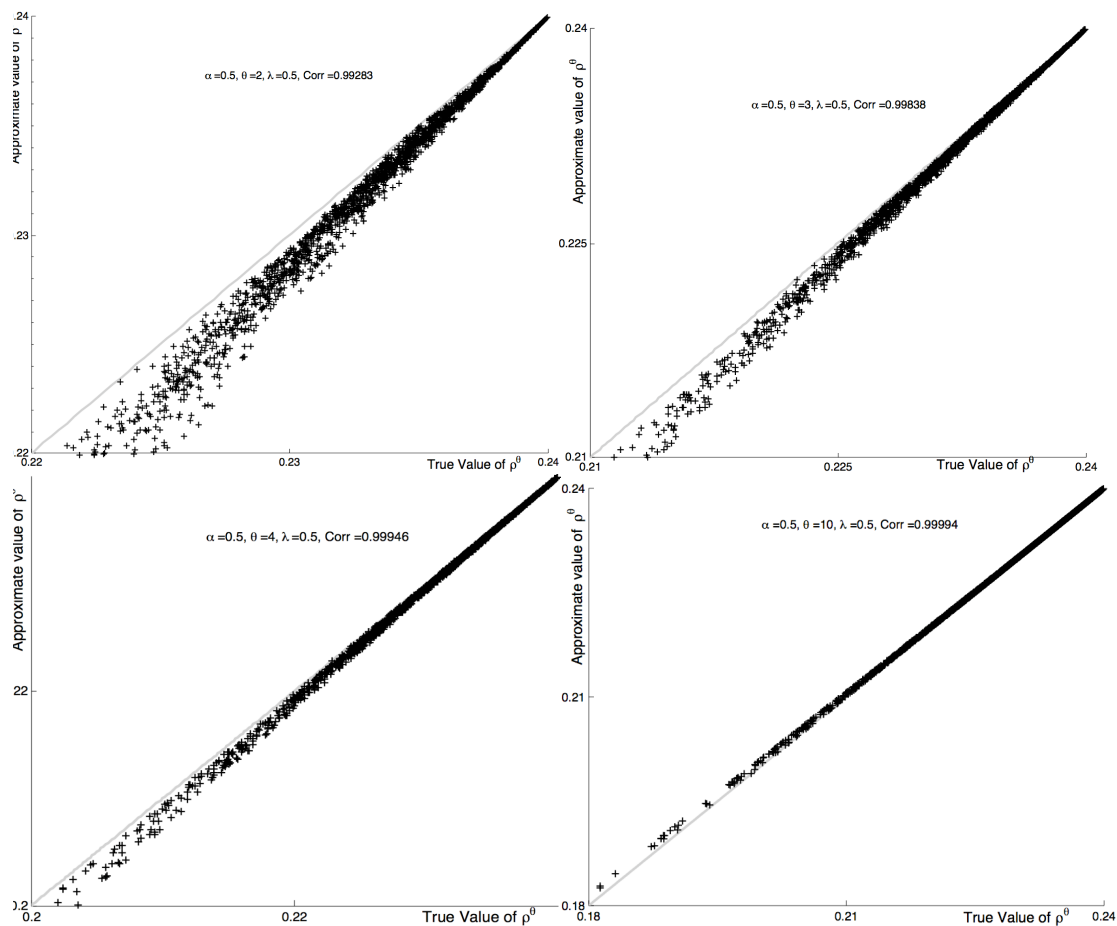 .24
Approximate value of ρ
α =0.5, θ =2, λ =0.5, Corr =0.99283
.23
.22
0.22
0.23
0.24
True Value of ρθ
0.24
Approximate value of ρθ
α =0.5, θ =3, λ =0.5, Corr =0.99838
0.225
0.21
0.21
0.225
0.24
True Value of ρθ
Approximate value of ρ
α =0.5, θ =4, λ =0.5, Corr =0.99946
22
0.2
0.2
0.22
True Value of ρθ
0.24
Approximate value of ρθ
α =0.5, θ =10, λ =0.5, Corr =0.99994
0.21
0.18
0.18
0.21
0.24
True Value of ρθ